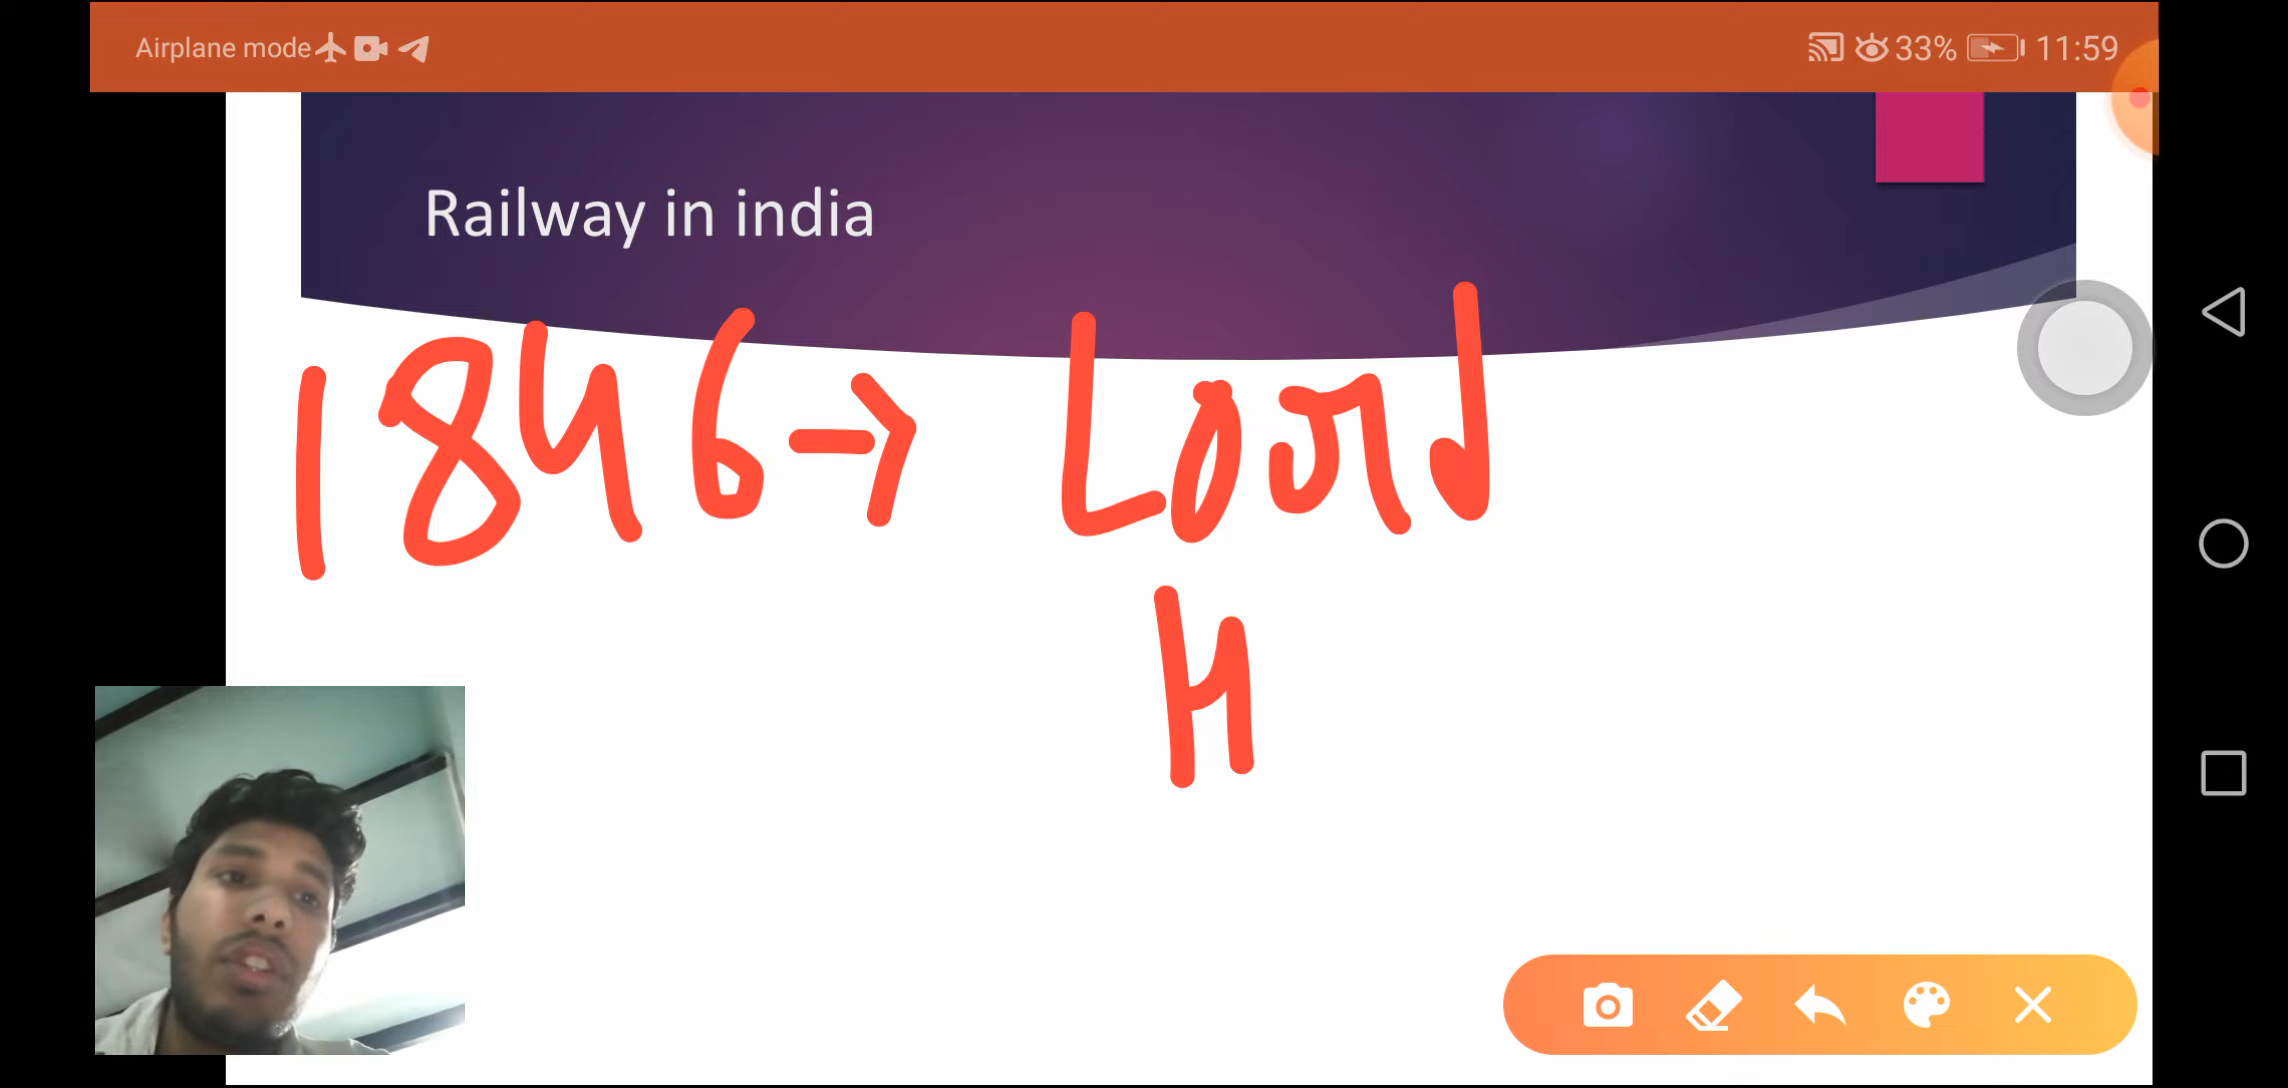 Airplane mode 33% 11:59
Railway in india
1846→ Lord
H